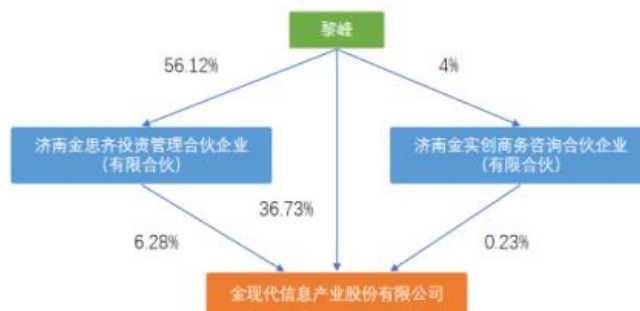 黎峰
56.12%
4%
济南金思齐投资管理合伙企业
（有限合伙）
济南金实创商务咨询合伙企业
（有限合伙）
36.73%
6.28%
0.23%
金现代信息产业股份有限公司